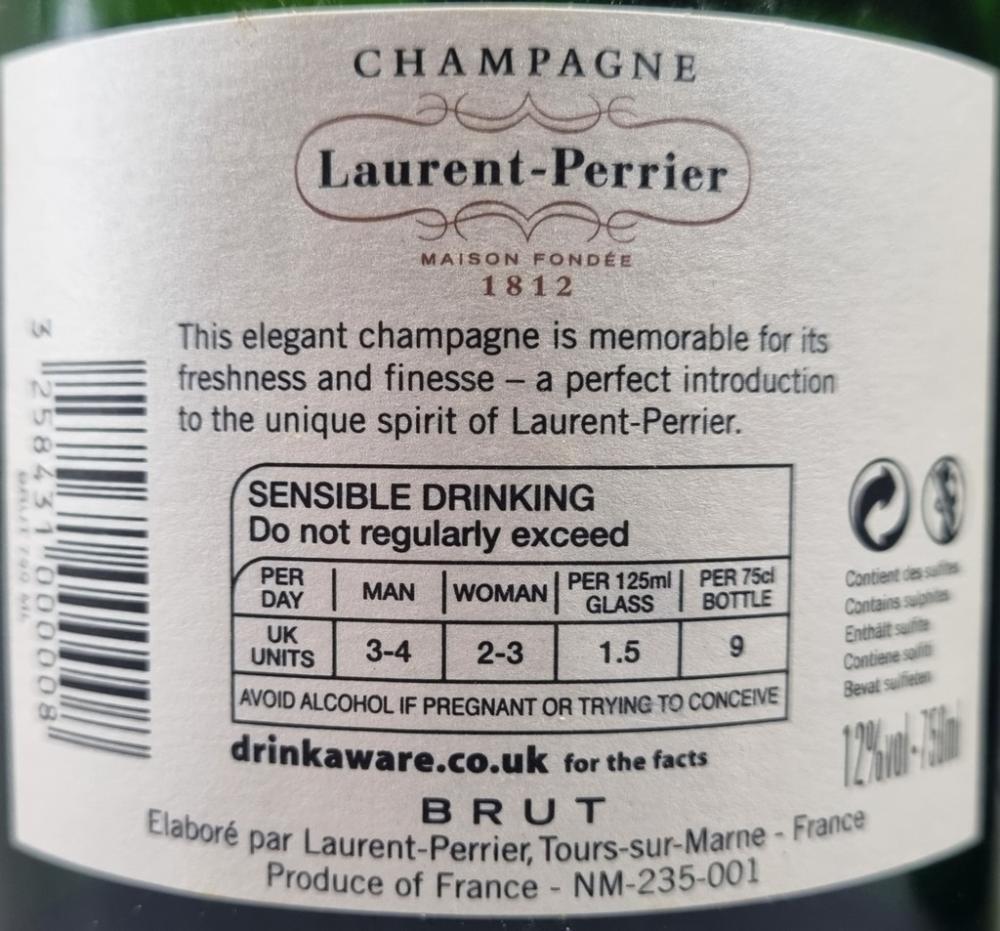 CHAMPAGNE
Laurent-Perrier
MAISON FONDÉE
1812
This elegant champagne is memorable for its
freshness and finesse – a perfect introduction
to the unique spirit of Laurent-Perrier.
SENSIBLE DRINKING
Do not regularly exceed
PER DAY MAN WOMAN PER 125ml GLASS PER 75cl BOTTLE
UK UNITS 3-4 2-3 1.5 9
AVOID ALCOHOL IF PREGNANT OR TRYING TO CONCEIVE
drinkaware.co.uk for the facts
BRUT
Elaboré par Laurent-Perrier, Tours-sur-Marne - France
Produce of France - NM-235-001
3 258431 000008
Contient des sulfites
Contains sulphites
Enthält sulfite
Contiene solfiti
Bevat sulfieten
12%vol-750ml